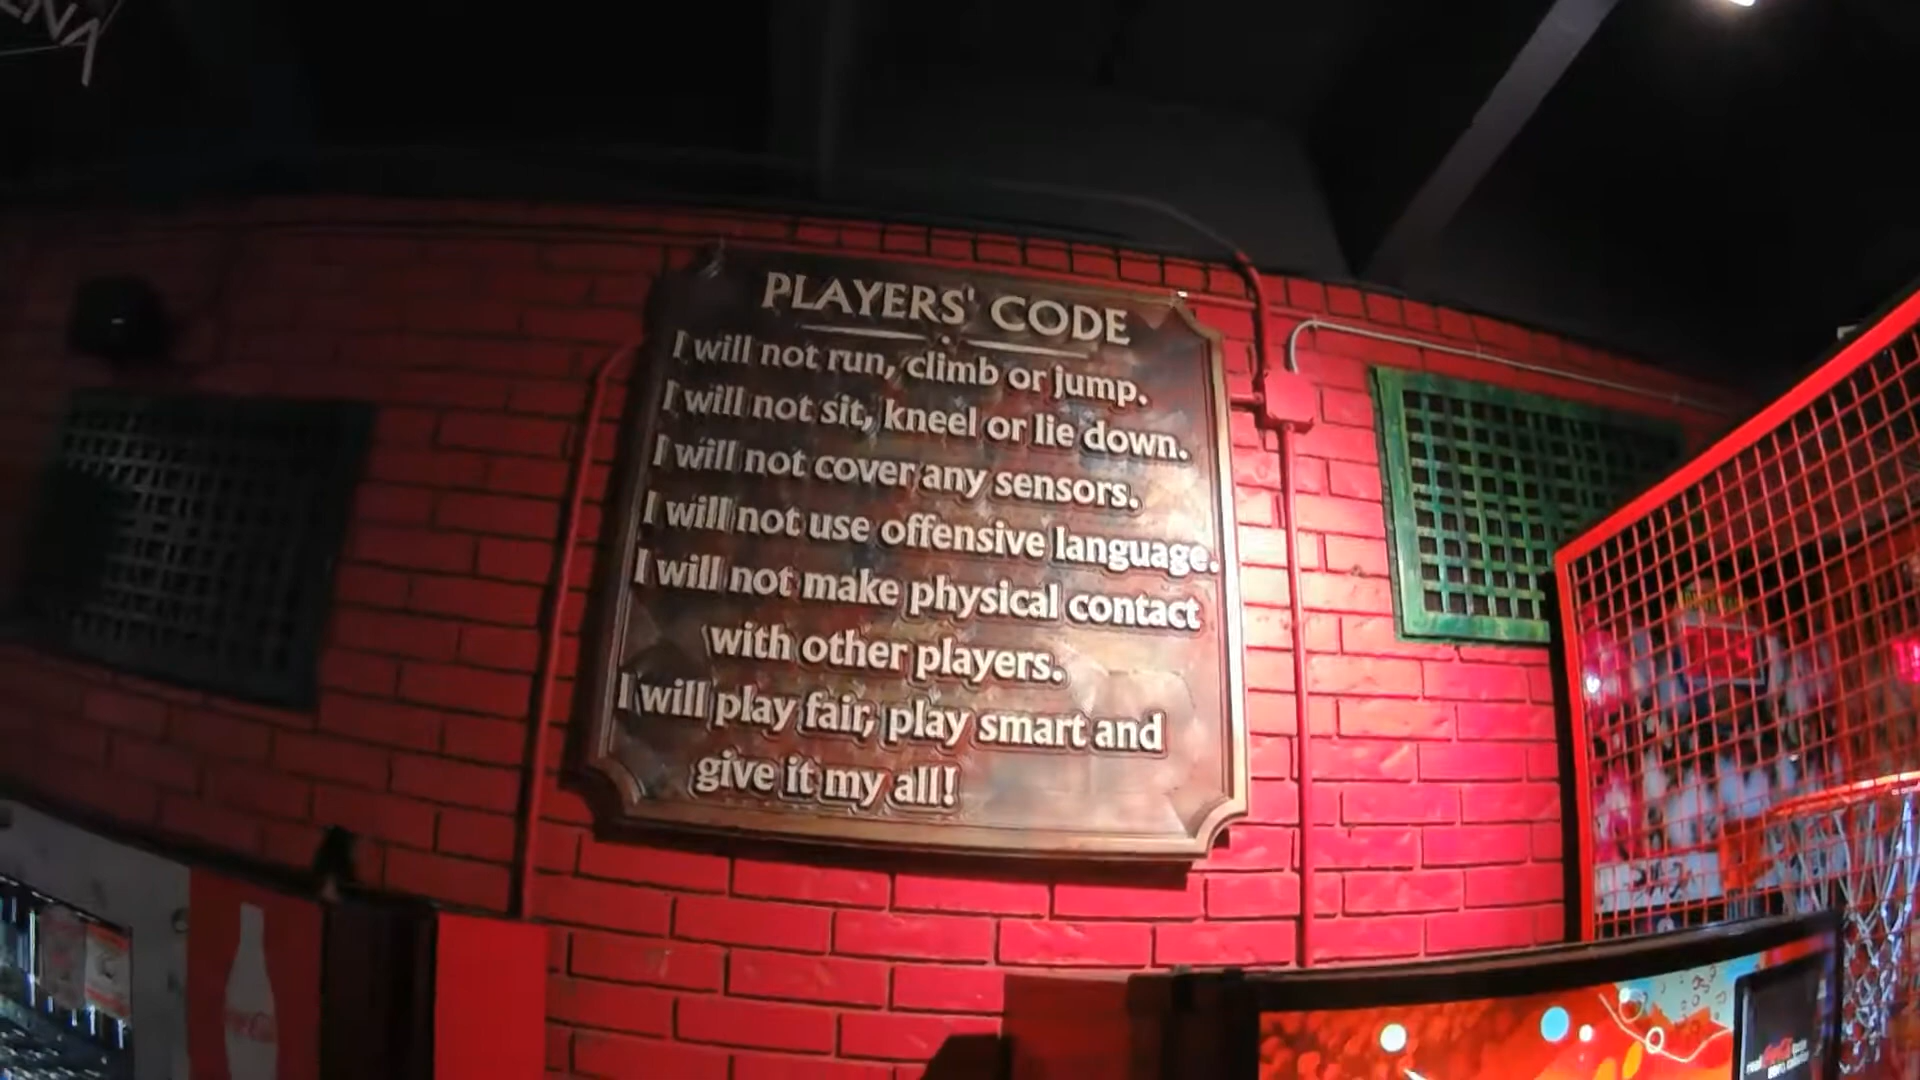 PLAYERS' CODE
I will not run, climb or jump.
I will not sit, kneel or lie down.
I will not cover any sensors.
I will not use offensive language.
I will not make physical contact
with other players.
I will play fair, play smart and
give it my all!